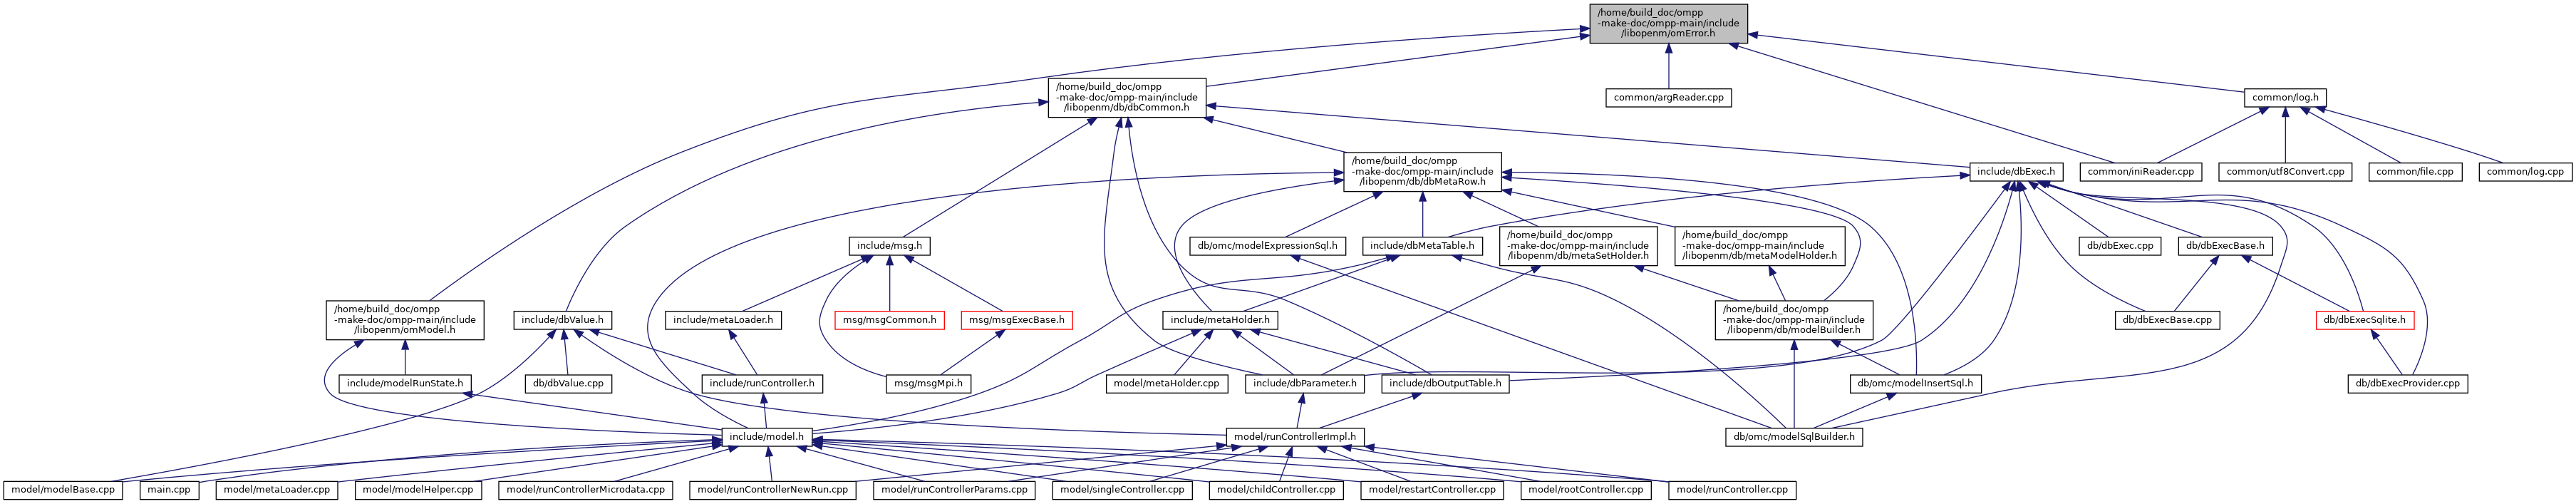 /home/build_doc/ompp
-make-doc/ompp-main/include
/libopenm/omError.h
/home/build_doc/ompp
-make-doc/ompp-main/include
/libopenm/db/dbCommon.h
common/argReader.cpp
common/log.h
/home/build_doc/ompp
-make-doc/ompp-main/include
/libopenm/db/dbMetaRow.h
include/dbExec.h
common/iniReader.cpp
common/utf8Convert.cpp
common/file.cpp
common/log.cpp
include/msg.h
db/omc/modelExpressionSql.h
include/dbMetaTable.h
/home/build_doc/ompp
-make-doc/ompp-main/include
/libopenm/db/metaSetHolder.h
/home/build_doc/ompp
-make-doc/ompp-main/include
/libopenm/db/metaModelHolder.h
db/dbExec.cpp
db/dbExecBase.h
/home/build_doc/ompp
-make-doc/ompp-main/include
/libopenm/omModel.h
include/dbValue.h
include/metaLoader.h
msg/msgCommon.h
msg/msgExecBase.h
include/metaHolder.h
/home/build_doc/ompp
-make-doc/ompp-main/include
/libopenm/db/modelBuilder.h
db/dbExecBase.cpp
db/dbExecSqlite.h
include/modelRunState.h
db/dbValue.cpp
include/runController.h
msg/msgMpi.h
model/metaHolder.cpp
include/dbParameter.h
include/dbOutputTable.h
db/omc/modelInsertSql.h
db/dbExecProvider.cpp
include/model.h
model/runControllerImpl.h
db/omc/modelSqlBuilder.h
model/modelBase.cpp
main.cpp
model/metaLoader.cpp
model/modelHelper.cpp
model/runControllerMicrodata.cpp
model/runControllerNewRun.cpp
model/runControllerParams.cpp
model/singleController.cpp
model/childController.cpp
model/restartController.cpp
model/rootController.cpp
model/runController.cpp